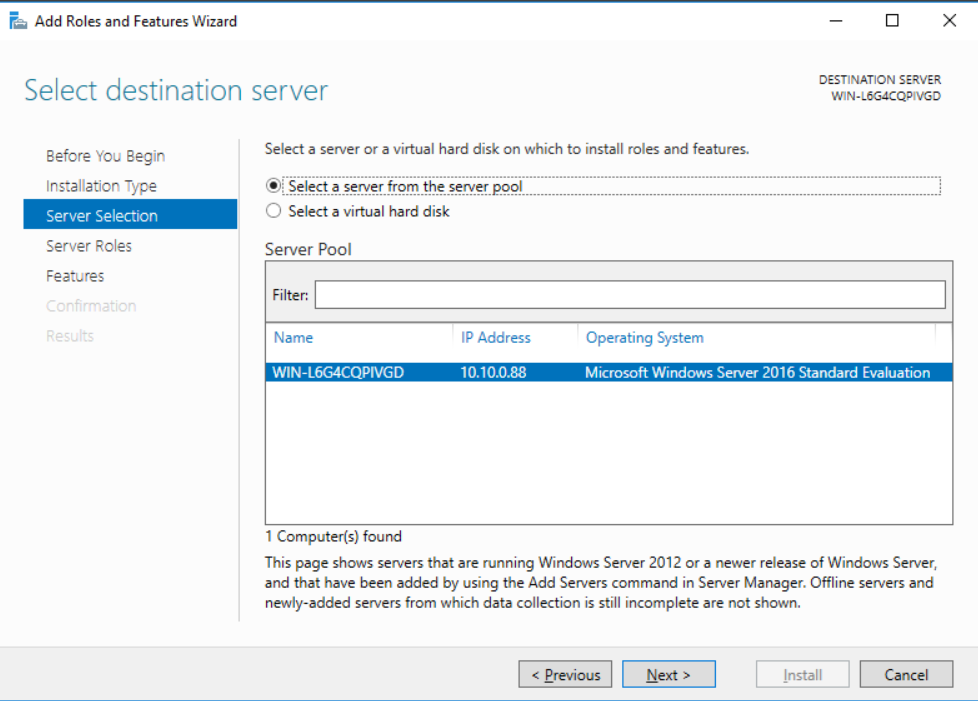 Add Roles and Features Wizard
Select destination server
DESTINATION SERVER
WIN-L6G4CQPIVGD
Before You Begin
Installation Type
Server Selection
Server Roles
Features
Confirmation
Results
Select a server or a virtual hard disk on which to install roles and features.
Select a server from the server pool
Select a virtual hard disk
Server Pool
Filter:
Name IP Address Operating System
WIN-L6G4CQPIVGD 10.10.0.88 Microsoft Windows Server 2016 Standard Evaluation
1 Computer(s) found
This page shows servers that are running Windows Server 2012 or a newer release of Windows Server,
and that have been added by using the Add Servers command in Server Manager. Offline servers and
newly-added servers from which data collection is still incomplete are not shown.
< Previous Next > Install Cancel